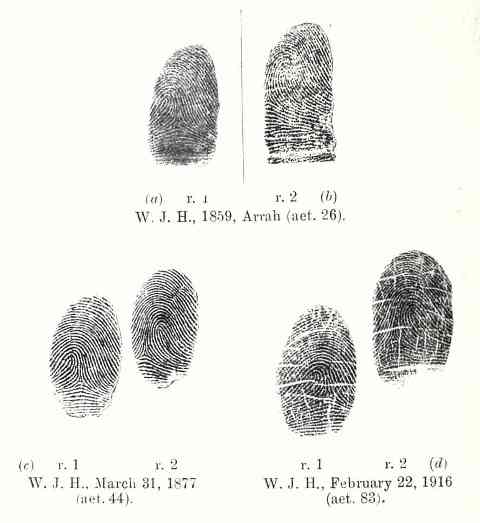 (a) r. 1 r. 2 (b)
W. J. H., 1859, Arrah (aet. 26).
(c) r. 1 r. 2
W. J. H., March 31, 1877
(aet. 44).
r. 1 r. 2 (d)
W. J. H., February 22, 1916
(aet. 83).